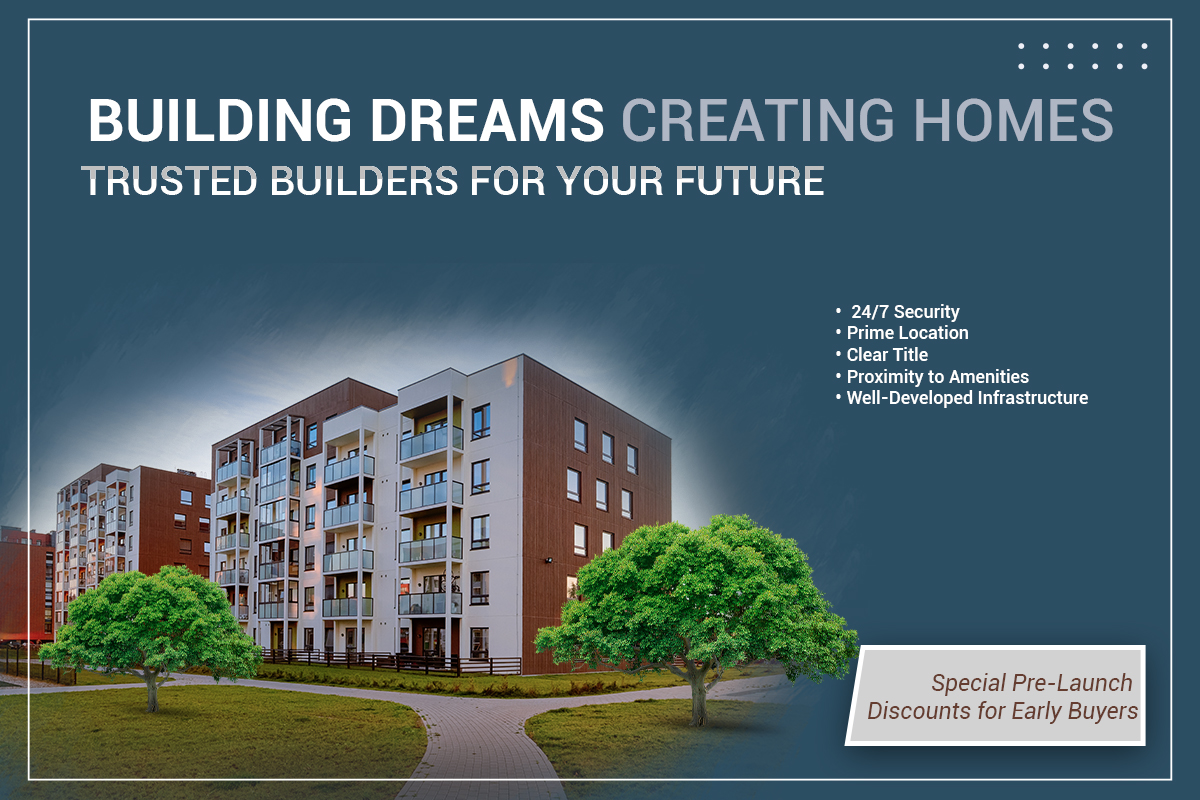 BUILDING DREAMS CREATING HOMES
TRUSTED BUILDERS FOR YOUR FUTURE
• 24/7 Security
• Prime Location
• Clear Title
• Proximity to Amenities
• Well-Developed Infrastructure
Special Pre-Launch
Discounts for Early Buyers